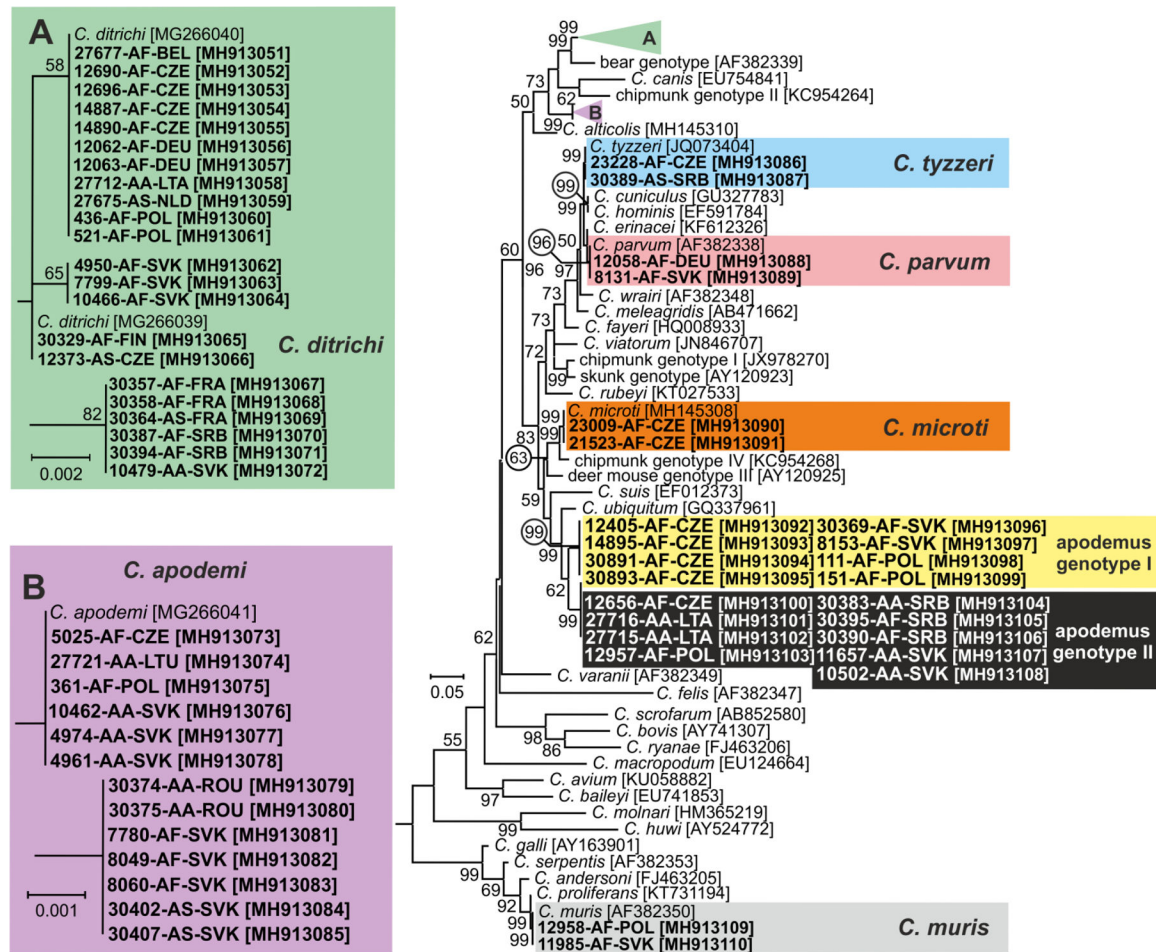 A
C. ditrichi [MG266040]
58
27677-AF-BEL [MH913051]
12690-AF-CZE [MH913052]
12696-AF-CZE [MH913053]
14887-AF-CZE [MH913054]
14890-AF-CZE [MH913055]
12062-AF-DEU [MH913056]
12063-AF-DEU [MH913057]
27712-AA-LTA [MH913058]
27675-AS-NLD [MH913059]
436-AF-POL [MH913060]
521-AF-POL [MH913061]
65
4950-AF-SVK [MH913062]
7799-AF-SVK [MH913063]
10466-AF-SVK [MH913064]
C. ditrichi [MG266039]
30329-AF-FIN [MH913065]
12373-AS-CZE [MH913066]
C. ditrichi
82
30357-AF-FRA [MH913067]
30358-AF-FRA [MH913068]
30364-AS-FRA [MH913069]
30387-AF-SRB [MH913070]
30394-AF-SRB [MH913071]
10479-AA-SVK [MH913072]
0.002
B
C. apodemi
C. apodemi [MG266041]
5025-AF-CZE [MH913073]
27721-AA-LTU [MH913074]
361-AF-POL [MH913075]
10462-AA-SVK [MH913076]
4974-AA-SVK [MH913077]
4961-AA-SVK [MH913078]
30374-AA-ROU [MH913079]
30375-AA-ROU [MH913080]
7780-AF-SVK [MH913081]
8049-AF-SVK [MH913082]
8060-AF-SVK [MH913083]
30402-AS-SVK [MH913084]
30407-AS-SVK [MH913085]
0.001
99
99
A
bear genotype [AF382339]
73
C. canis [EU754841]
chipmunk genotype II [KC954264]
50
62
B
99
C. alticolis [MH145310]
99
C. tyzzeri [JQ073404]
23228-AF-CZE [MH913086]
30389-AS-SRB [MH913087]
C. tyzzeri
99
99
C. cuniculus [GU327783]
C. hominis [EF591784]
C. erinacei [KF612326]
60
96
50
C. parvum [AF382338]
12058-AF-DEU [MH913088]
8131-AF-SVK [MH913089]
C. parvum
96
97
C. wrairi [AF382348]
73
C. meleagridis [AB471662]
C. fayeri [HQ008933]
73
C. viatorum [JN846707]
72
chipmunk genotype I [JX978270]
99
skunk genotype [AY120923]
C. rubeyi [KT027533]
99
C. microti [MH145308]
23009-AF-CZE [MH913090]
21523-AF-CZE [MH913091]
C. microti
83
99
63
chipmunk genotype IV [KC954268]
deer mouse genotype III [AY120925]
59
C. suis [EF012373]
C. ubiquitum [GQ337961]
99
99
12405-AF-CZE [MH913092] 30369-AF-SVK [MH913096]
14895-AF-CZE [MH913093] 8153-AF-SVK [MH913097]
30891-AF-CZE [MH913094] 111-AF-POL [MH913098]
30893-AF-CZE [MH913095] 151-AF-POL [MH913099]
apodemus
genotype I
62
99
12656-AF-CZE [MH913100] 30383-AA-SRB [MH913104]
27716-AA-LTA [MH913101] 30395-AF-SRB [MH913105]
27715-AA-LTA [MH913102] 30390-AF-SRB [MH913106]
12957-AF-POL [MH913103] 11657-AA-SVK [MH913107]
10502-AA-SVK [MH913108]
apodemus
genotype II
62
0.05
C. varanii [AF382349]
C. felis [AF382347]
C. scrofarum [AB852580]
98
C. bovis [AY741307]
86
C. ryanae [FJ463206]
55
C. macropodum [EU124664]
C. avium [KU058882]
97
C. baileyi [EU741853]
C. molnari [HM365219]
99
C. huwi [AY524772]
C. galli [AY163901]
99
C. serpentis [AF382353]
69
C. andersoni [FJ463205]
92
C. proliferans [KT731194]
99
C. muris [AF382350]
12958-AF-POL [MH913109]
99
11985-AF-SVK [MH913110]
C. muris